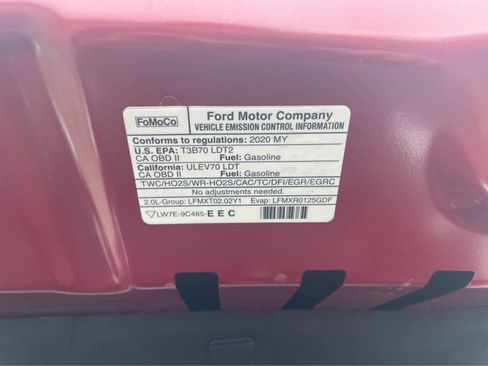 FoMoCo
Ford Motor Company
VEHICLE EMISSION CONTROL INFORMATION
Conforms to regulations: 2020 MY
U.S. EPA: T3B70 LDT2
CA OBD II Fuel: Gasoline
California: ULEV70 LDT
CA OBD II Fuel: Gasoline
TWC/HO2S/WR-HO2S/CAC/TC/DFI/EGR/EGRC
No adjustments needed.
2.0L-Group: LFMXT02.02Y1 Evap: LFMXR0125GDF
LW7E-9C485-E E C